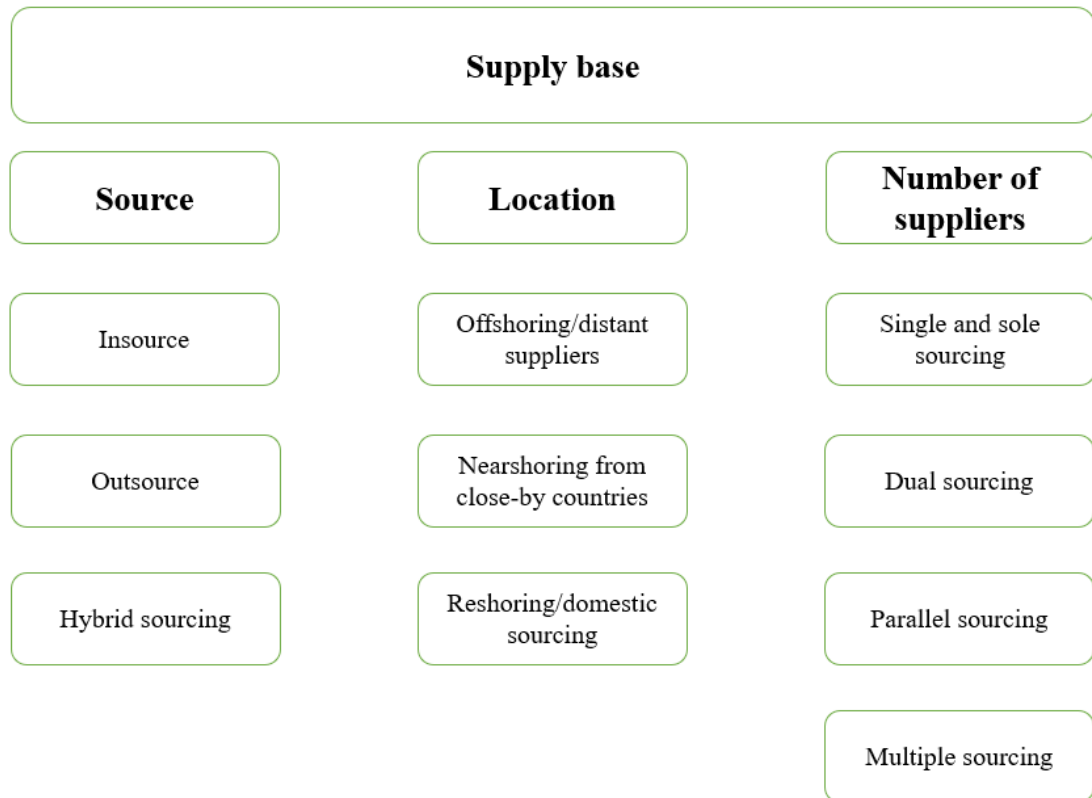 Supply base
Source
Location
Number of
suppliers
Insource
Offshoring/distant
suppliers
Single and sole
sourcing
Outsource
Nearshoring from
close-by countries
Dual sourcing
Hybrid sourcing
Reshoring/domestic
sourcing
Parallel sourcing
Multiple sourcing